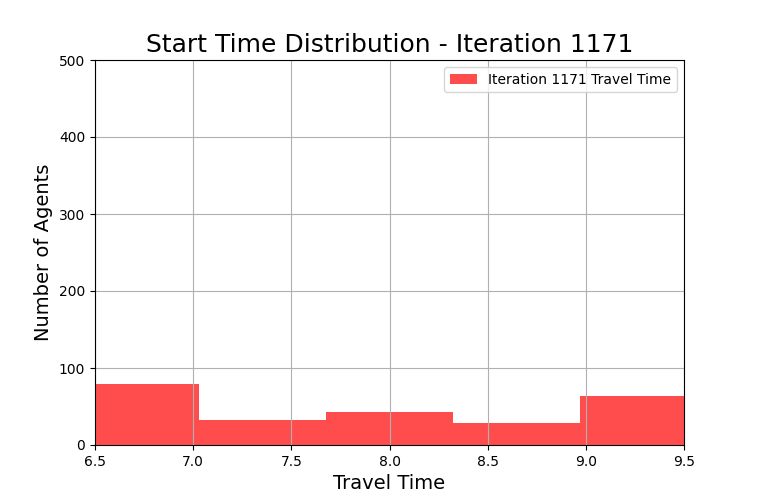 Start Time Distribution - Iteration 1171
Iteration 1171 Travel Time
Number of Agents
500
400
300
200
100
0
6.5 7.0 7.5 8.0 8.5 9.0 9.5
Travel Time